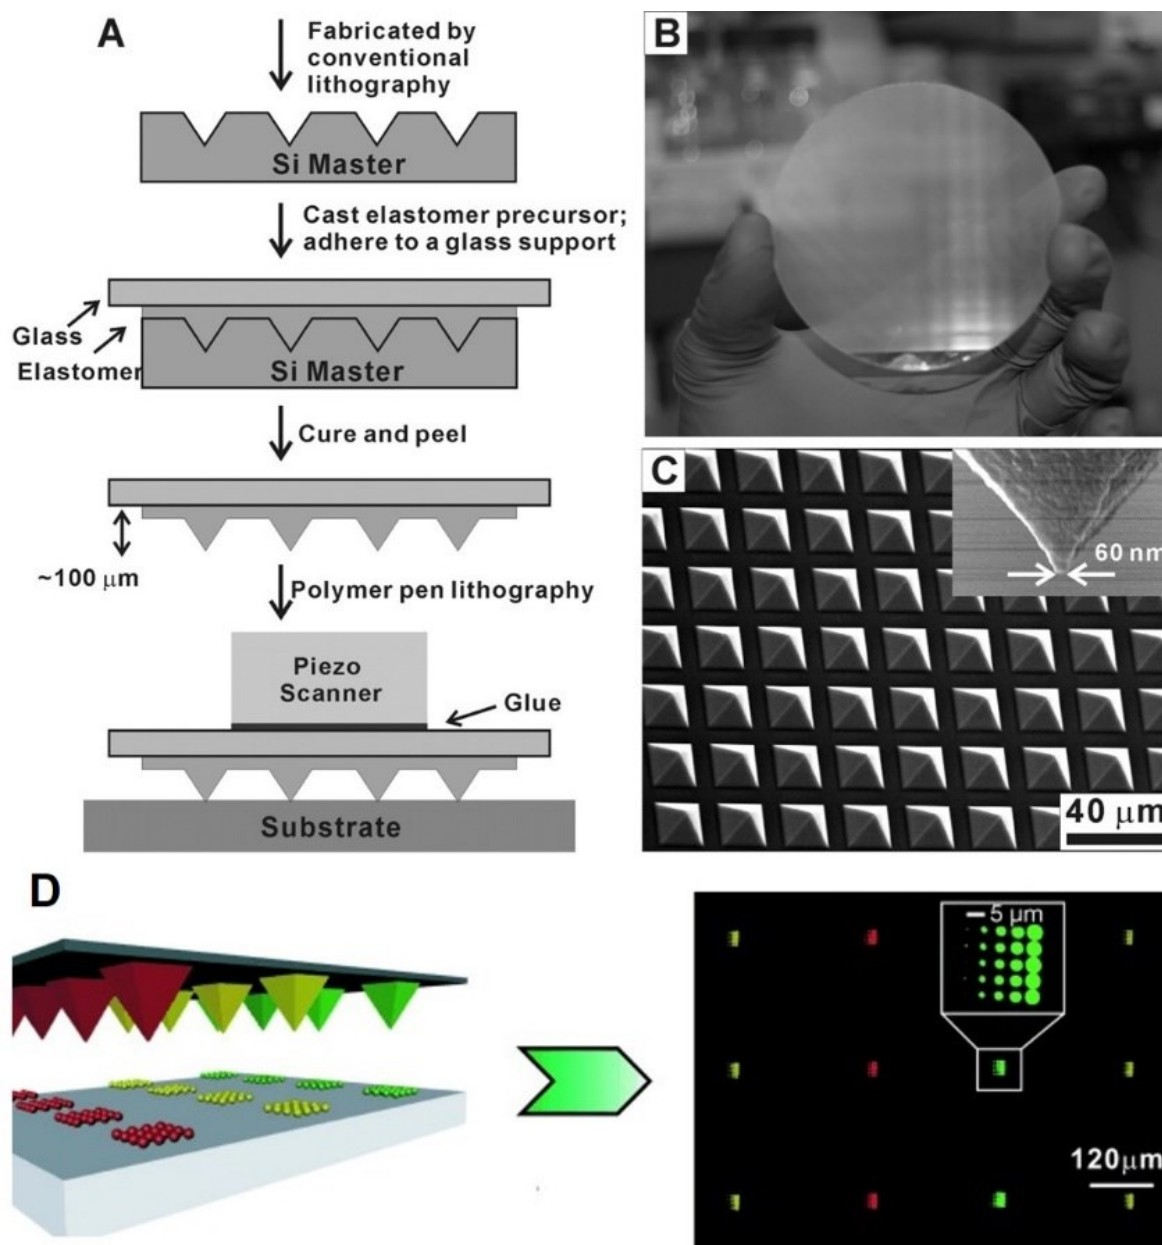 A
Fabricated by
conventional
lithography
Si Master
Cast elastomer precursor;
adhere to a glass support
Glass
Elastomer
Si Master
Cure and peel
~100 μm
Polymer pen lithography
Piezo
Scanner
Glue
Substrate
B
C
60 nm
40 μm
D
5 μm
120μm